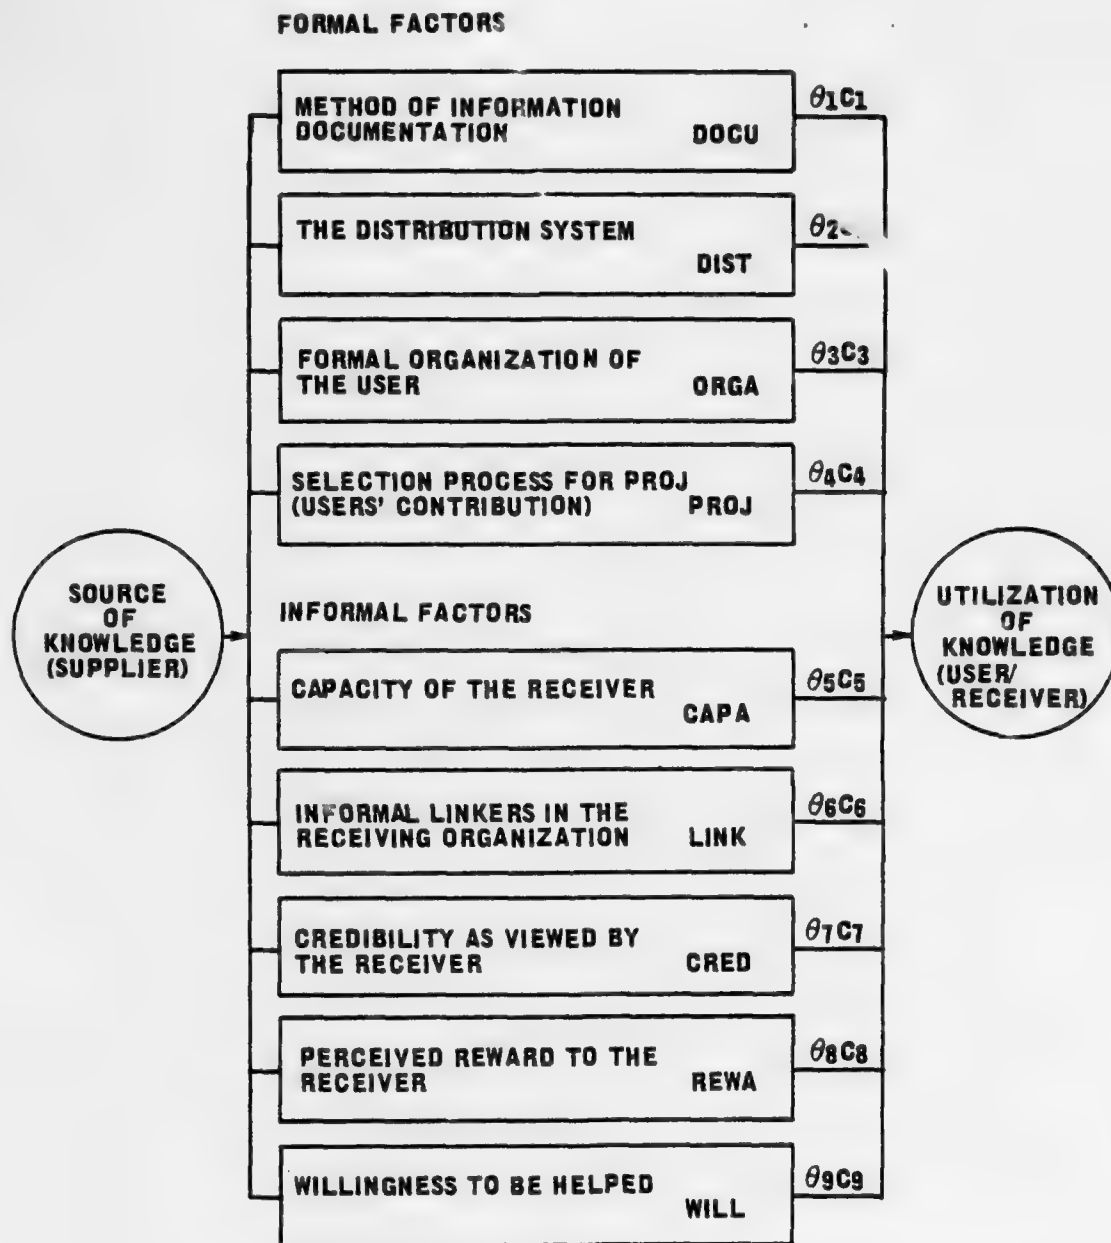 FORMAL FACTORS
METHOD OF INFORMATION
DOCUMENTATION DOCU
θ1C1
THE DISTRIBUTION SYSTEM
DIST
θ2
FORMAL ORGANIZATION OF
THE USER ORGA
θ3C3
SELECTION PROCESS FOR PROJ
(USERS' CONTRIBUTION) PROJ
θ4C4
SOURCE
OF
KNOWLEDGE
(SUPPLIER)
INFORMAL FACTORS
UTILIZATION
OF
KNOWLEDGE
(USER/
RECEIVER)
CAPACITY OF THE RECEIVER
CAPA
θ5C5
INFORMAL LINKERS IN THE
RECEIVING ORGANIZATION LINK
θ6C6
CREDIBILITY AS VIEWED BY
THE RECEIVER CRED
θ7C7
PERCEIVED REWARD TO THE
RECEIVER REWA
θ8C8
WILLINGNESS TO BE HELPED
WILL
θ9C9